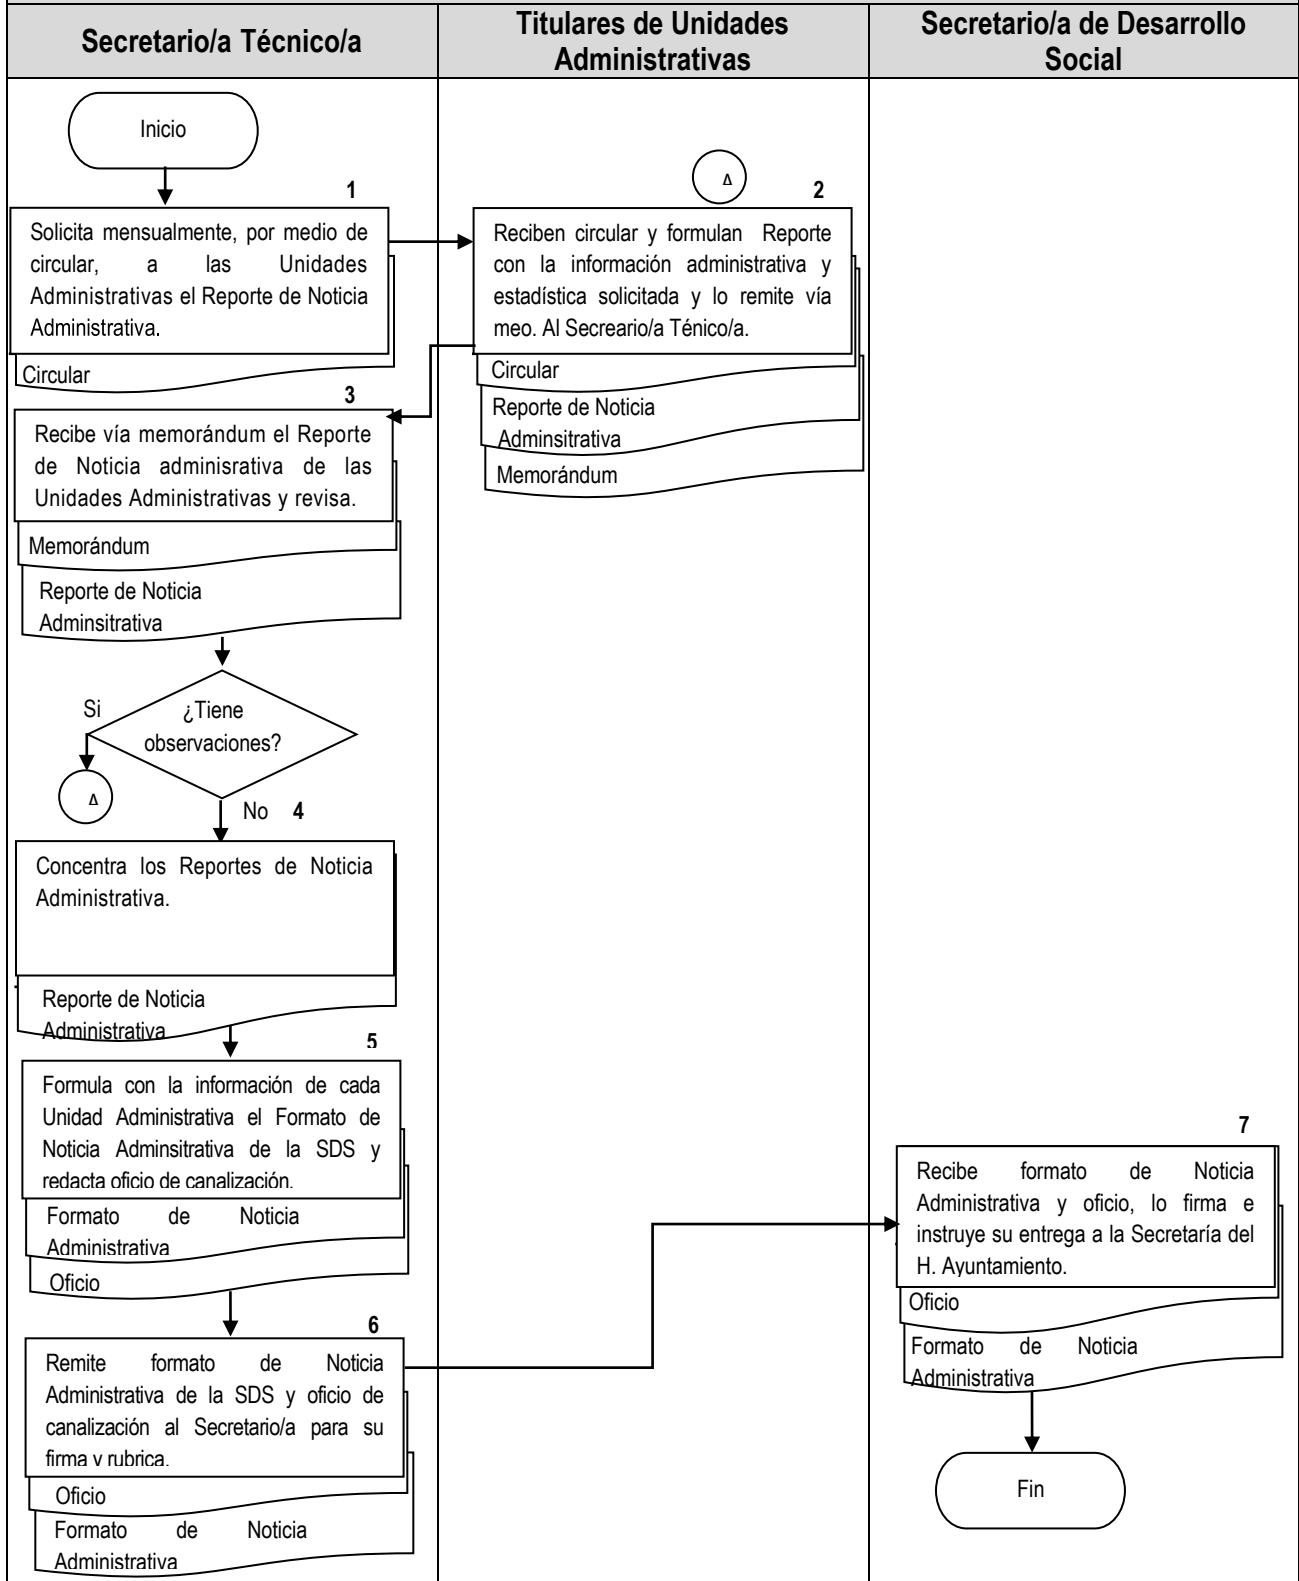 Secretario/a Técnico/a
Titulares de Unidades
Administrativas
Secretario/a de Desarrollo
Social
Inicio
1
Solicita mensualmente, por medio de
circular, a las Unidades
Administrativas el Reporte de Noticia
Administrativa.
Circular
2
Reciben circular y formulan Reporte
con la información administrativa y
estadística solicitada y lo remite vía
meo. Al Secreario/a Ténico/a.
Circular
Reporte de Noticia
Adminsitrativa
Memorándum
3
Recibe vía memorándum el Reporte
de Noticia adminisrativa de las
Unidades Administrativas y revisa.
Memorándum
Reporte de Noticia
Adminsitrativa
¿Tiene
observaciones?
Si
No
4
Concentra los Reportes de Noticia
Administrativa.
Reporte de Noticia
Administrativa
5
Formula con la información de cada
Unidad Administrativa el Formato de
Noticia Adminsitrativa de la SDS y
redacta oficio de canalización.
Formato de Noticia
Administrativa
Oficio
6
Remite formato de Noticia
Administrativa de la SDS y oficio de
canalización al Secretario/a para su
firma y rubrica.
Oficio
Formato de Noticia
Administrativa
7
Recibe formato de Noticia
Administrativa y oficio, lo firma e
instruye su entrega a la Secretaría del
H. Ayuntamiento.
Oficio
Formato de Noticia
Administrativa
Fin